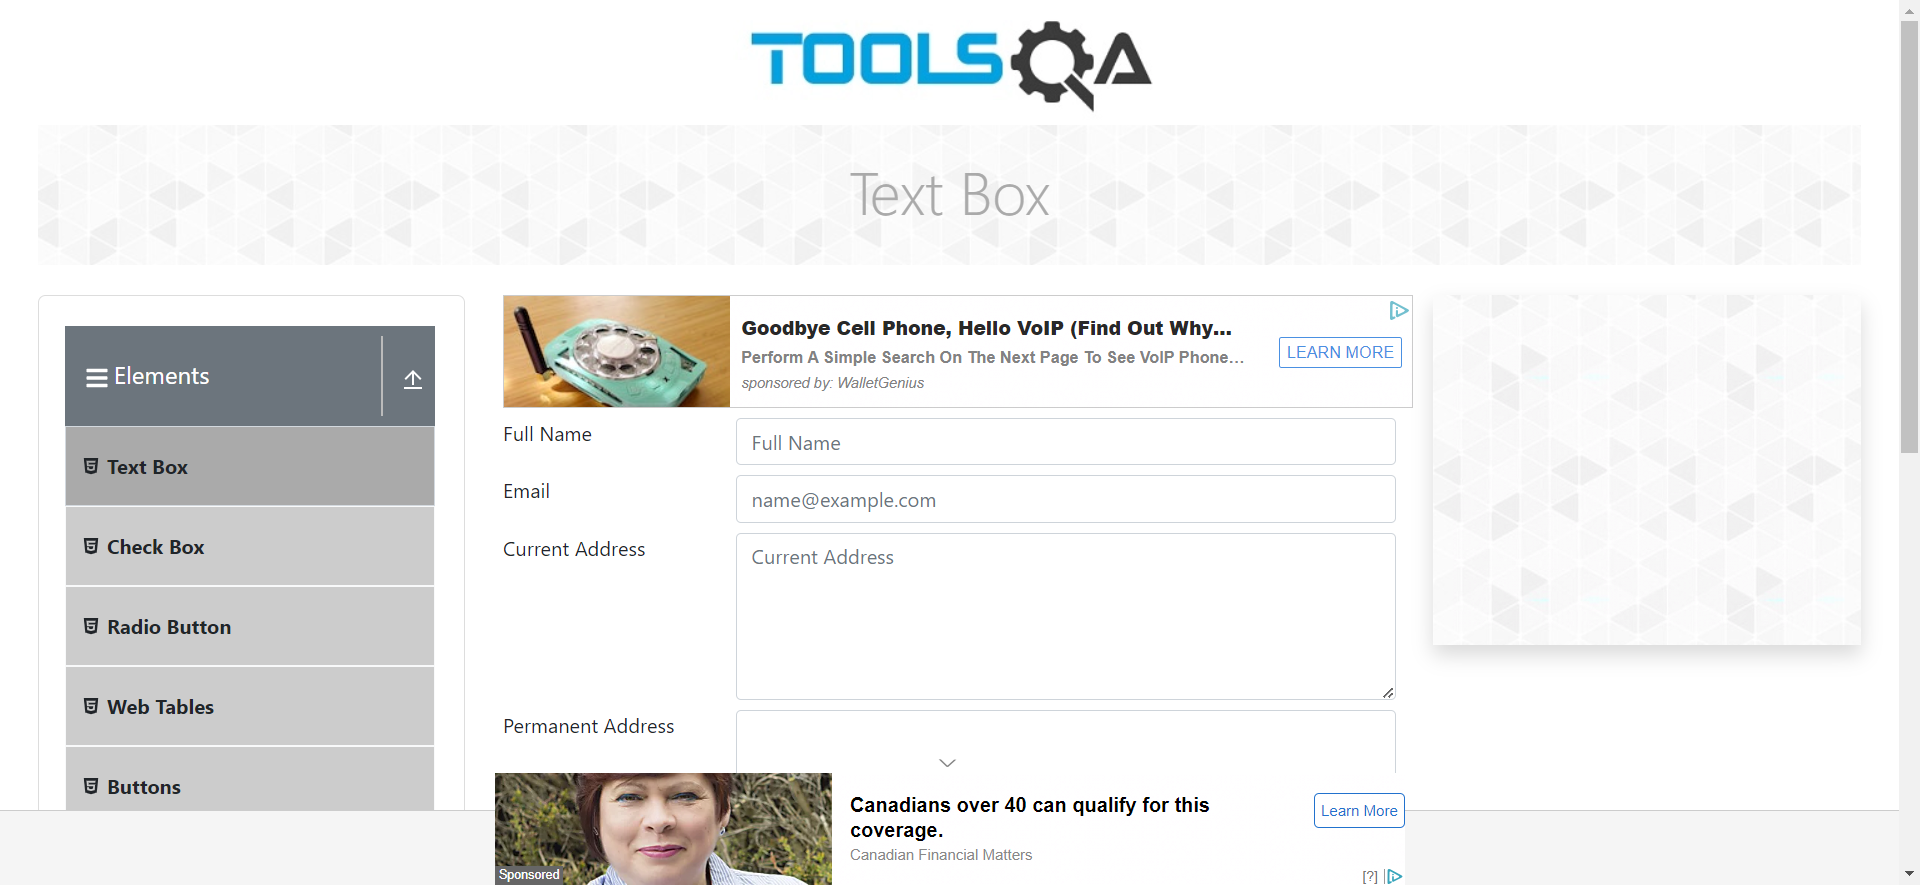 TOOLSQA
Text Box
Elements
Text Box
Check Box
Radio Button
Web Tables
Buttons
Goodbye Cell Phone, Hello VoIP (Find Out Why...
Perform A Simple Search On The Next Page To See VoIP Phone...
sponsored by: WalletGenius
LEARN MORE
Full Name
Full Name
Email
name@example.com
Current Address
Current Address
Permanent Address
Sponsored
Canadians over 40 can qualify for this
coverage.
Canadian Financial Matters
Learn More
[?]